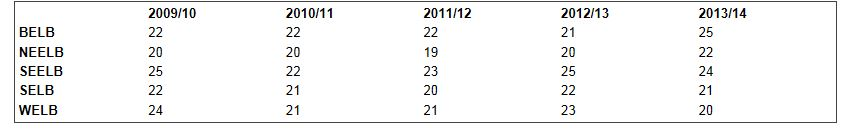 2009/10 2010/11 2011/12 2012/13 2013/14
BELB 22 22 22 21 25
NEELB 20 20 19 20 22
SEELB 25 22 23 25 24
SELB 22 21 20 22 21
WELB 24 21 21 23 20